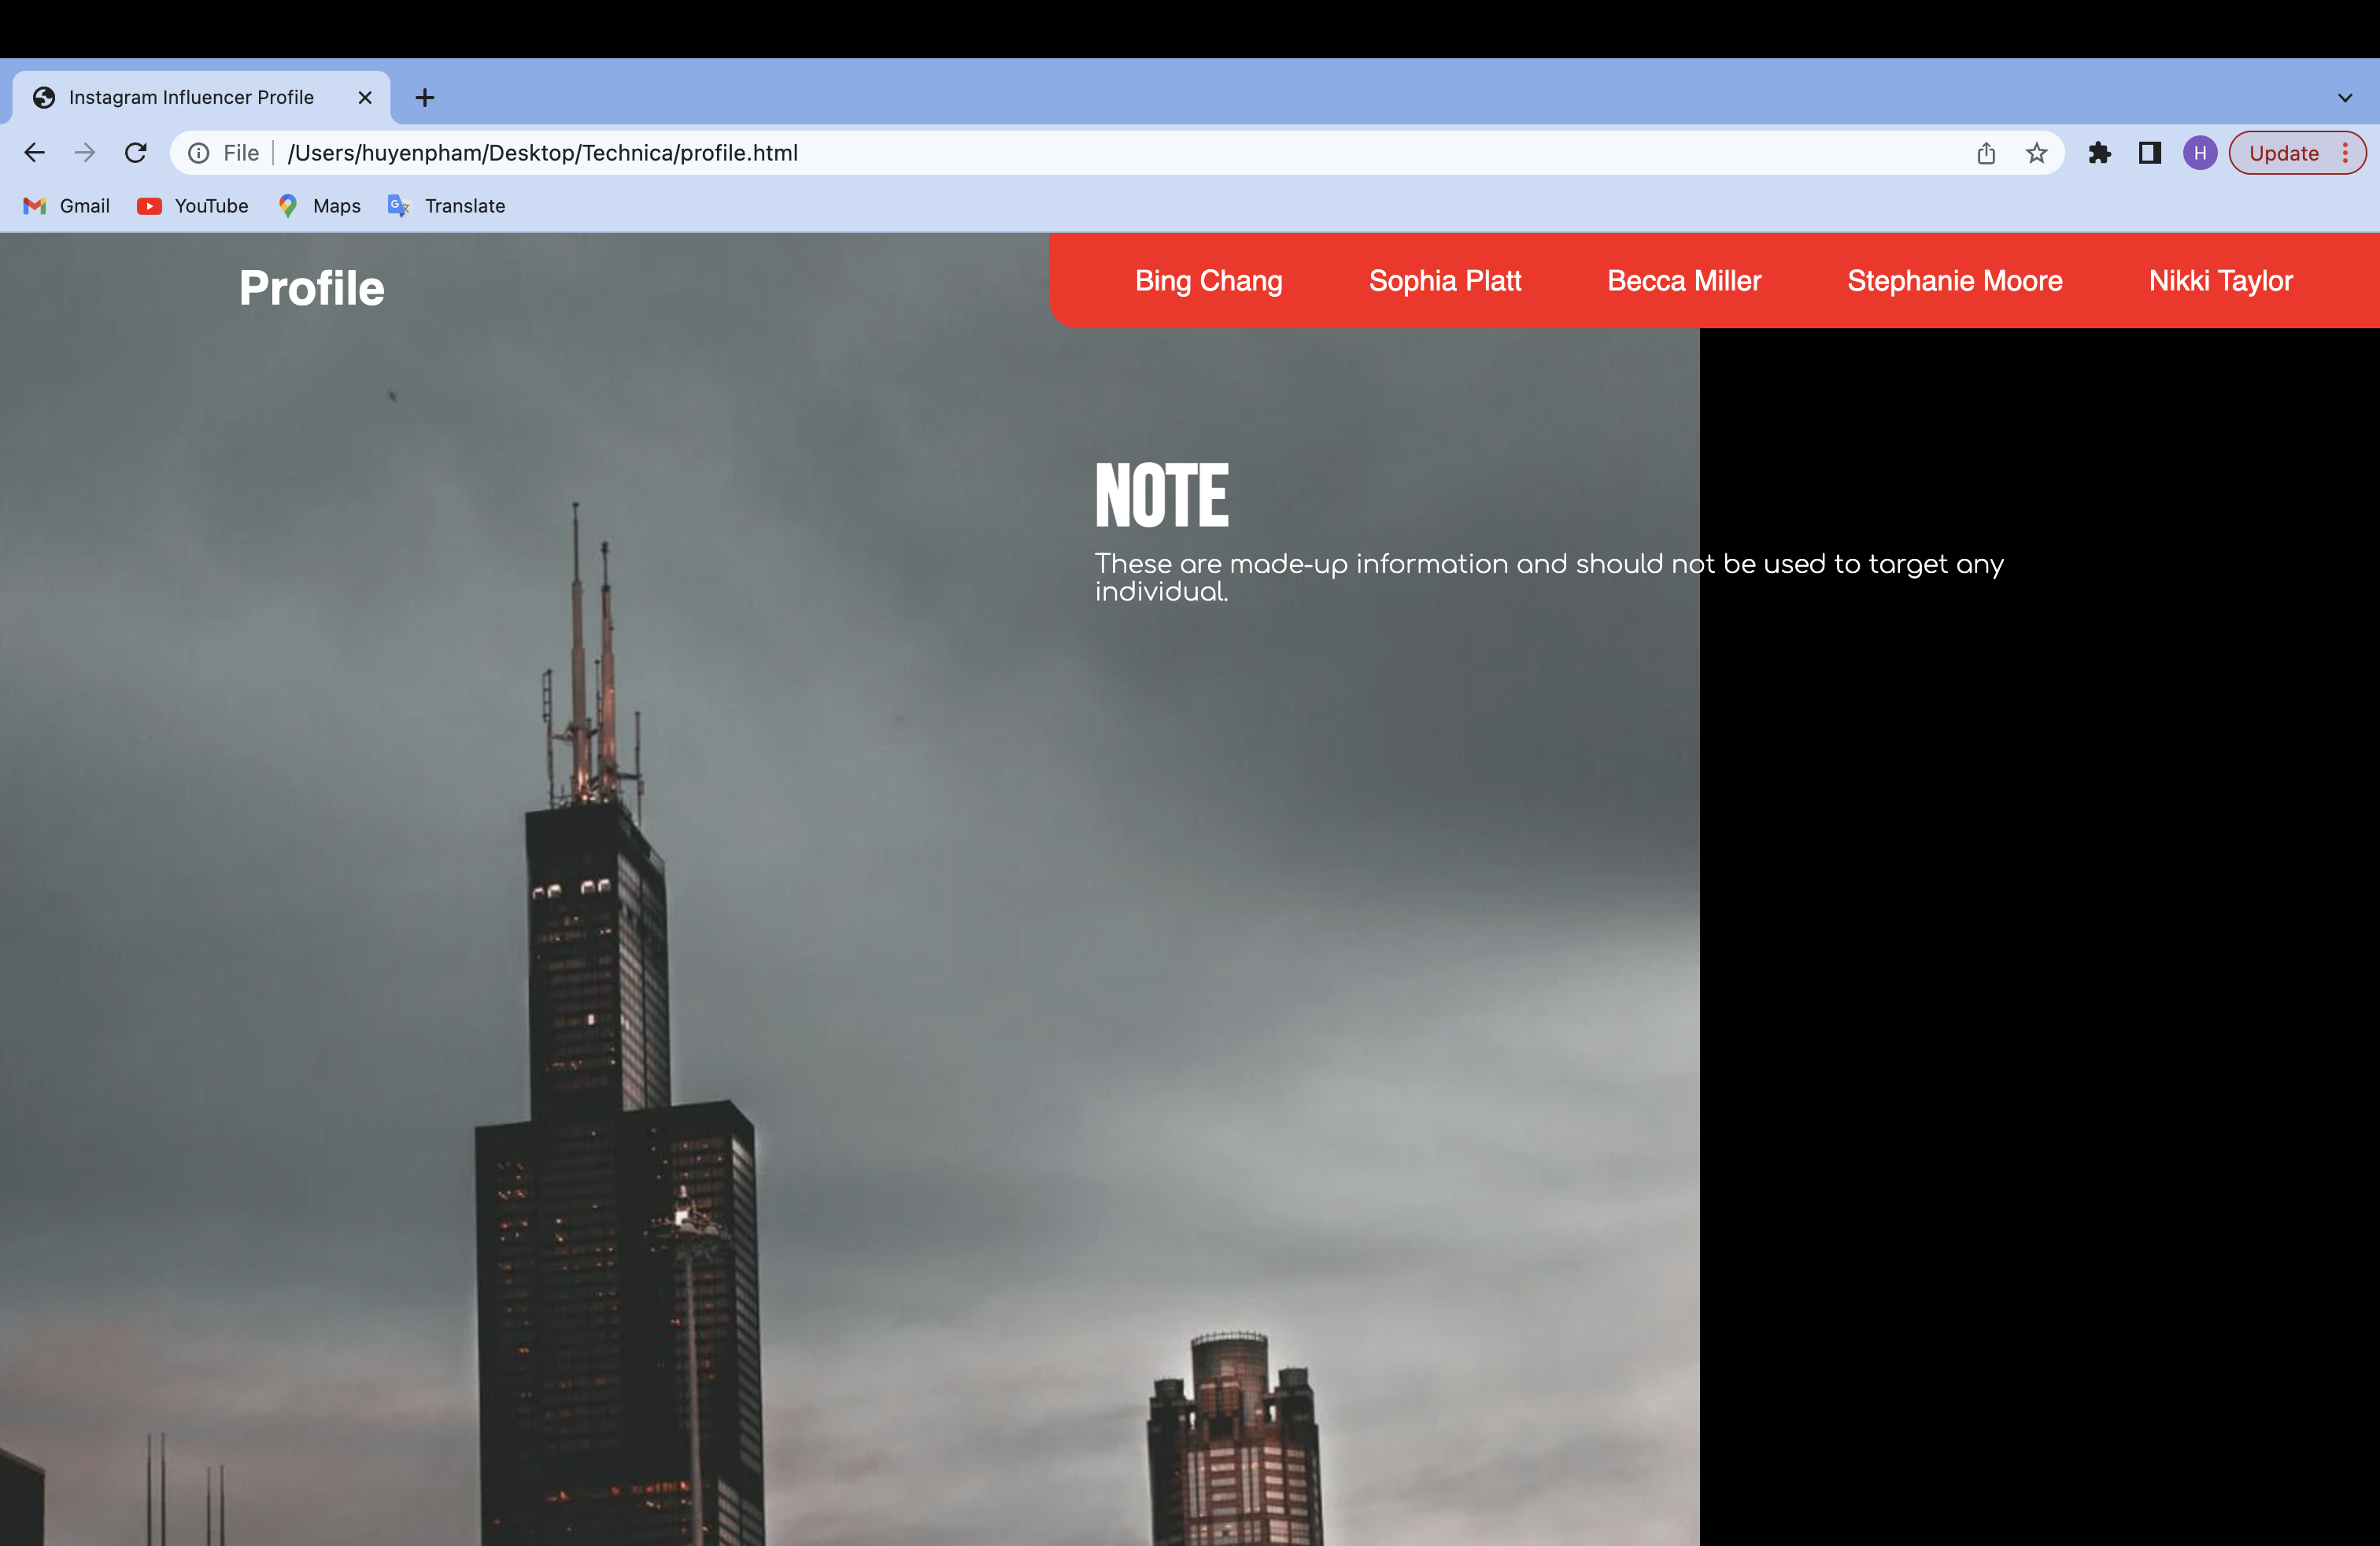 Instagram Influencer Profile
File /Users/huyenpham/Desktop/Technica/profile.html
H
Update
Gmail YouTube Maps Translate
Profile
Bing Chang Sophia Platt Becca Miller Stephanie Moore Nikki Taylor
NOTE
These are made-up information and should not be used to target any
individual.